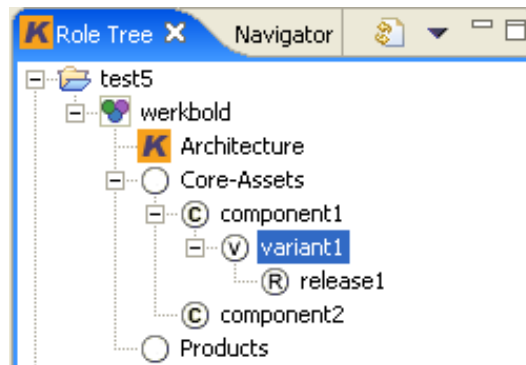 K Role Tree Navigator
test5
werkbold
K Architecture
Core-Assets
C component1
V variant1
R release1
C component2
Products